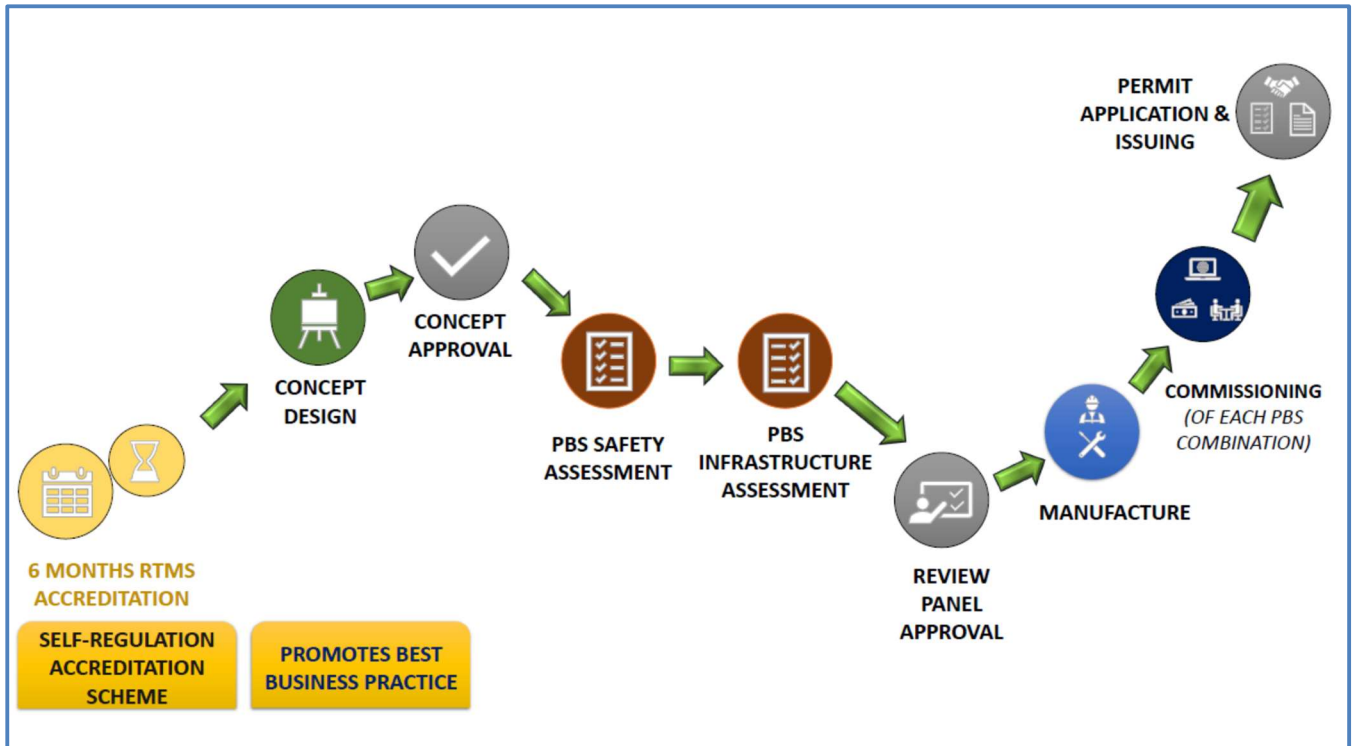 6 MONTHS RTMS
ACCREDITATION
SELF-REGULATION
ACCREDITATION
SCHEME
PROMOTES BEST
BUSINESS PRACTICE
CONCEPT
DESIGN
CONCEPT
APPROVAL
PBS SAFETY
ASSESSMENT
PBS
INFRASTRUCTURE
ASSESSMENT
REVIEW
PANEL
APPROVAL
MANUFACTURE
COMMISSIONING
(OF EACH PBS
COMBINATION)
PERMIT
APPLICATION &
ISSUING